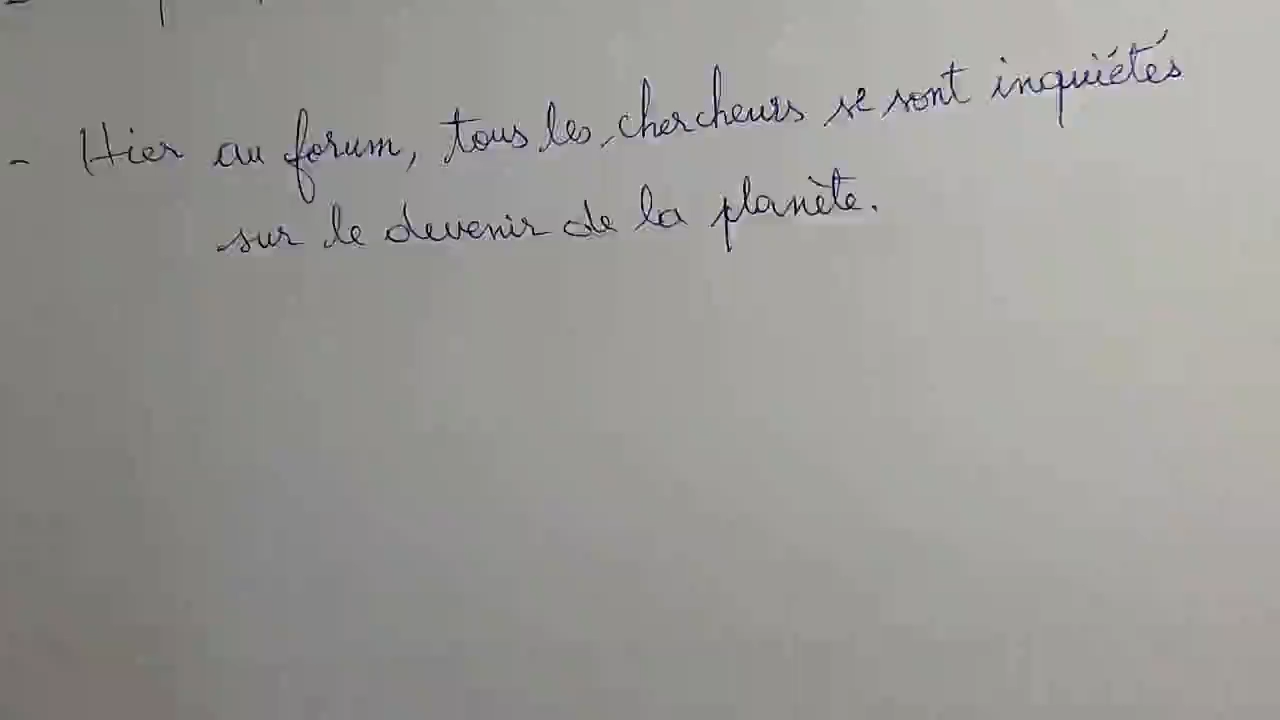 - Hier au forum, tous les chercheurs se sont inquiétés
sur le devenir de la planète.